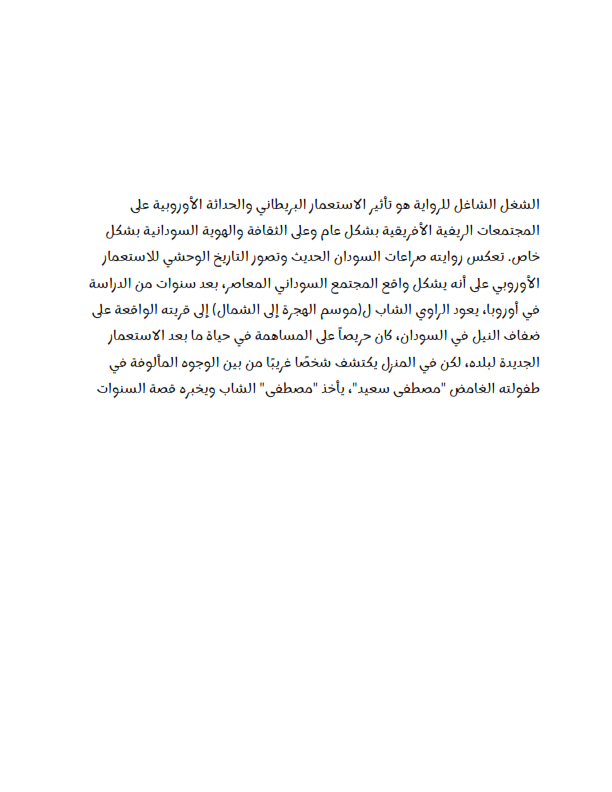 الشغل الشاغل للرواية هو تأثير الاستعمار البريطاني والحداثة الأوروبية على
المجتمعات الريفية الأفريقية بشكل عام وعلى الثقافة والهوية السودانية بشكل
خاص. تعكس روايته صراعات السودان الحديث وتصور التاريخ الوحشي للاستعمار
الأوروبي على أنه يشكل واقع المجتمع السوداني المعاصر، بعد سنوات من الدراسة
في أوروبا، يعود الراوي الشاب ل(موسم الهجرة إلى الشمال) إلى قريته الواقعة على
ضفاف النيل في السودان، كان حريصاً على المساهمة في حياة ما بعد الاستعمار
الجديدة لبلده، لكن في المنزل يكتشف شخصًا غريبًا من بين الوجوه المألوفة في
طفولته الغامض "مصطفى سعيد"، يأخذ "مصطفى" الشاب ويخبره قصة السنوات